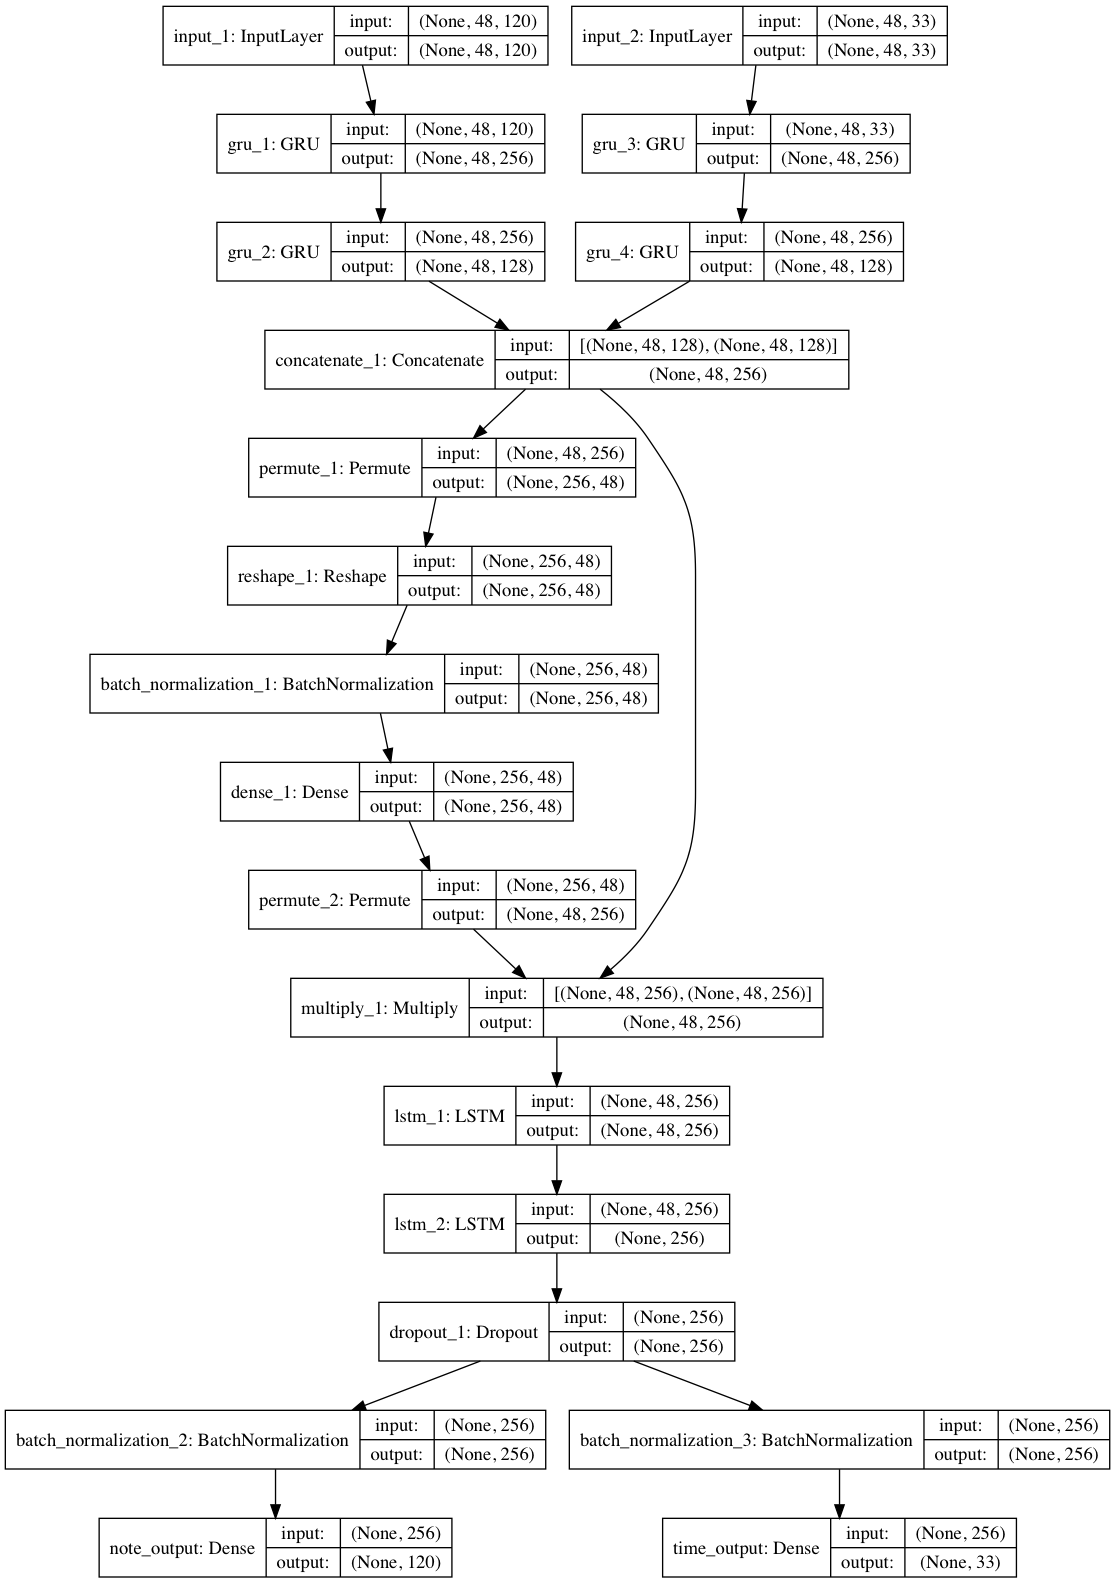 input_1: InputLayer
input: (None, 48, 120)
output: (None, 48, 120)
input_2: InputLayer
input: (None, 48, 33)
output: (None, 48, 33)
gru_1: GRU
input: (None, 48, 120)
output: (None, 48, 256)
gru_3: GRU
input: (None, 48, 33)
output: (None, 48, 256)
gru_2: GRU
input: (None, 48, 256)
output: (None, 48, 128)
gru_4: GRU
input: (None, 48, 256)
output: (None, 48, 128)
concatenate_1: Concatenate
input: [(None, 48, 128), (None, 48, 128)]
output: (None, 48, 256)
permute_1: Permute
input: (None, 48, 256)
output: (None, 256, 48)
reshape_1: Reshape
input: (None, 256, 48)
output: (None, 256, 48)
batch_normalization_1: BatchNormalization
input: (None, 256, 48)
output: (None, 256, 48)
dense_1: Dense
input: (None, 256, 48)
output: (None, 256, 48)
permute_2: Permute
input: (None, 256, 48)
output: (None, 48, 256)
multiply_1: Multiply
input: [(None, 48, 256), (None, 48, 256)]
output: (None, 48, 256)
lstm_1: LSTM
input: (None, 48, 256)
output: (None, 48, 256)
lstm_2: LSTM
input: (None, 48, 256)
output: (None, 256)
dropout_1: Dropout
input: (None, 256)
output: (None, 256)
batch_normalization_2: BatchNormalization
input: (None, 256)
output: (None, 256)
batch_normalization_3: BatchNormalization
input: (None, 256)
output: (None, 256)
note_output: Dense
input: (None, 256)
output: (None, 120)
time_output: Dense
input: (None, 256)
output: (None, 33)